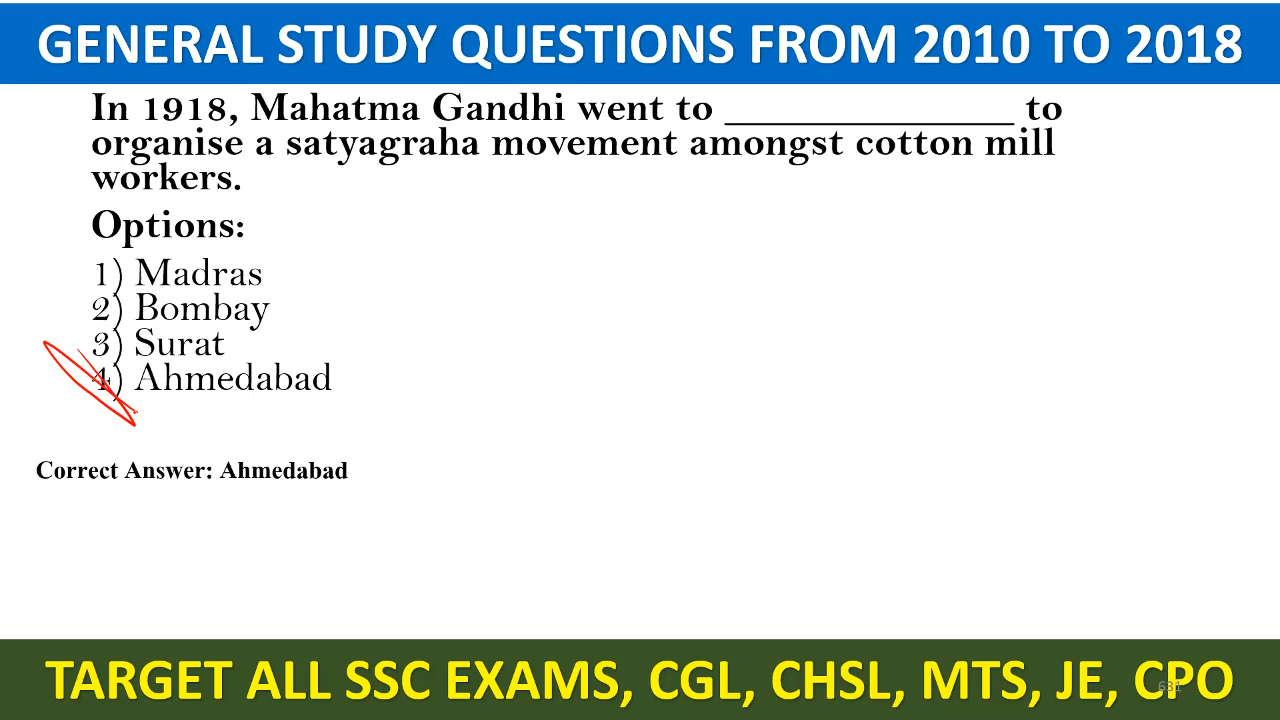 GENERAL STUDY QUESTIONS FROM 2010 TO 2018
In 1918, Mahatma Gandhi went to ______________ to
organise a satyagraha movement amongst cotton mill
workers.
Options:
1) Madras
2) Bombay
3) Surat
4) Ahmedabad
Correct Answer: Ahmedabad
TARGET ALL SSC EXAMS, CGL, CHSL, MTS, JE, CPO
631